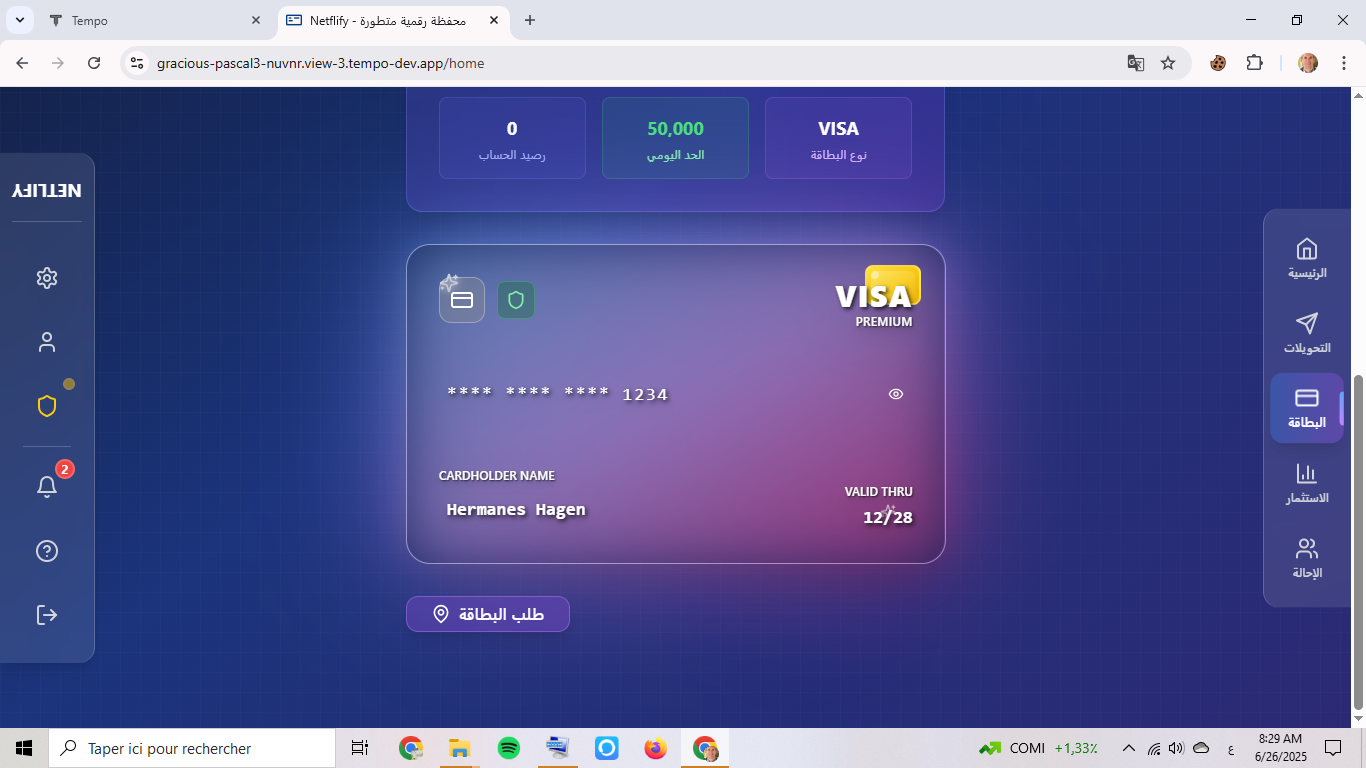 Tempo
Netflify - محفظة رقمية متطورة
gracious-pascal3-nuvnr.view-3.tempo-dev.app/home
NETLIFY
2
0
رصيد الحساب
50,000
الحد اليومي
VISA
نوع البطاقة
VISA
PREMIUM
**** **** **** 1234
CARDHOLDER NAME
Hermanes Hagen
VALID THRU
12/28
طلب البطاقة
الرئيسية
التحويلات
البطاقة
الاستثمار
الإحالة
Taper ici pour rechercher
COMI +1,33%
ع
8:29 AM
6/26/2025